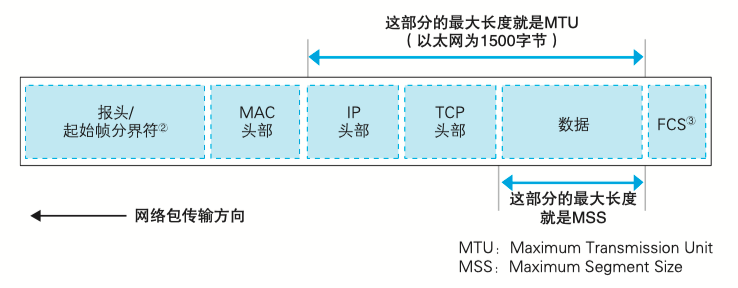 这部分的最大长度就是MTU
（以太网为1500字节）
报头/
起始帧分界符②
MAC
头部
IP
头部
TCP
头部
数据
FCS③
网络包传输方向
这部分的最大长度
就是MSS
MTU：Maximum Transmission Unit
MSS：Maximum Segment Size